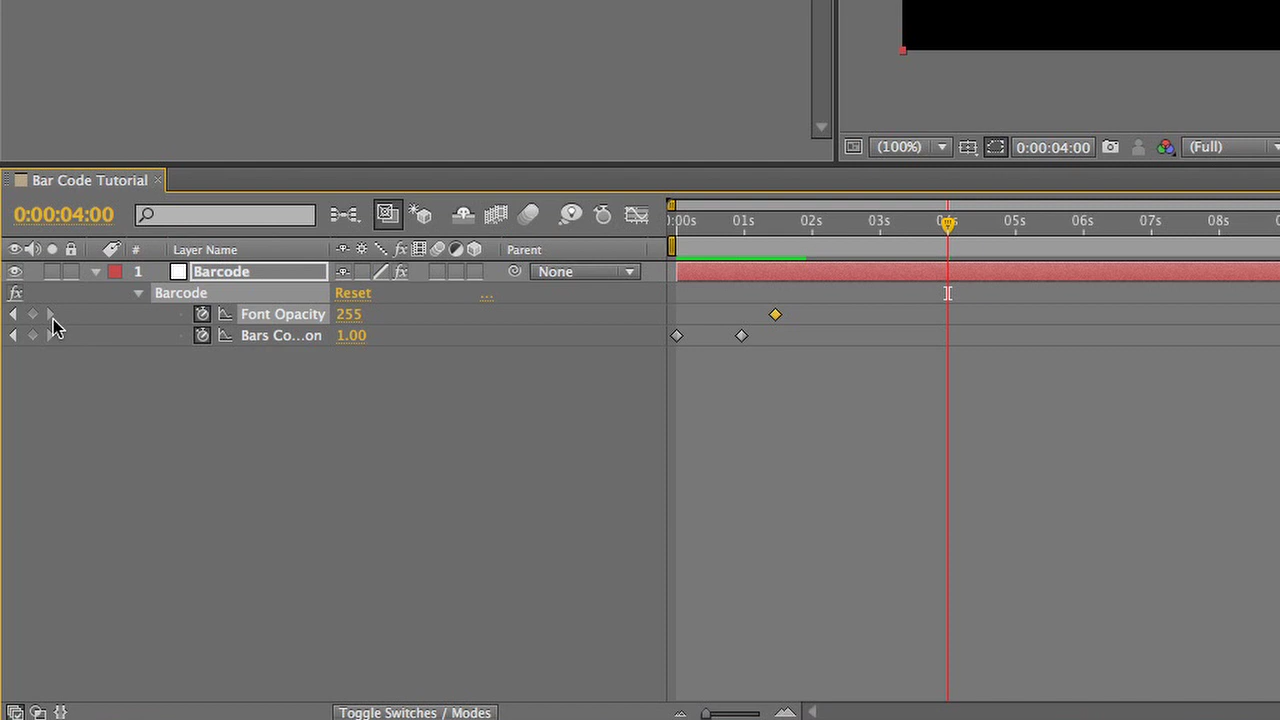 (100%)
0:00:04:00
(Full)
Bar Code Tutorial
0:00:04:00
:00s 01s 02s 03s 05s 06s 07s 08s
# Layer Name Parent
1 Barcode None
fx Barcode Reset ...
Font Opacity 255
Bars Co...on 1.00
Toggle Switches / Modes